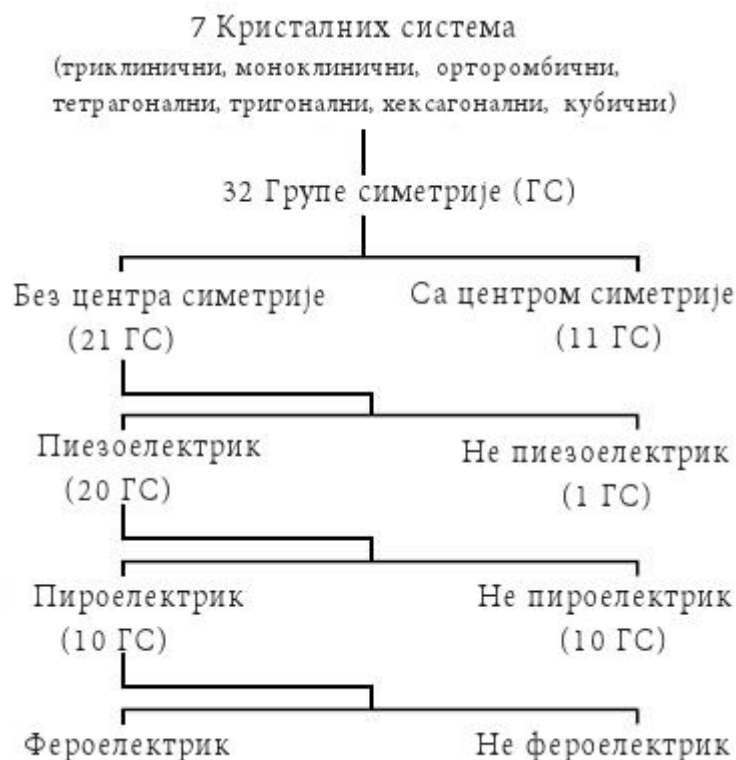 7 Кристалних система
(триклинични, моноклинични, орторомбични,
тетрагонални, тригонални, хексагонални, кубични)
32 Групе симетрије (ГС)
Без центра симетрије
(21 ГС)
Са центром симетрије
(11 ГС)
Пиезоелектрик
(20 ГС)
Не пиезоелектрик
(1 ГС)
Пироелектрик
(10 ГС)
Не пироелектрик
(10 ГС)
Фероелектрик
Не фероелектрик